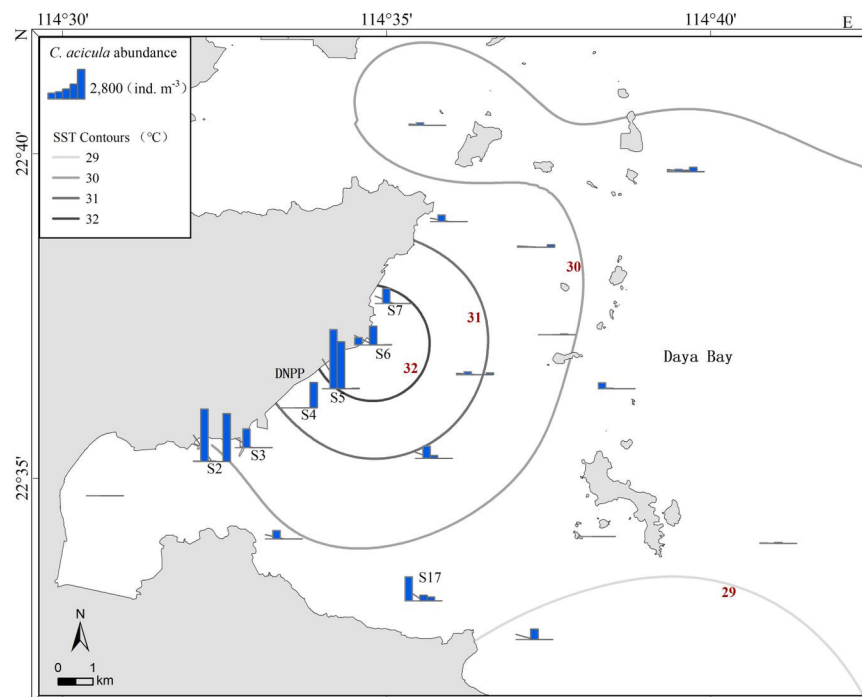 114°30'
114°35'
114°40'
N
E
C. acicula abundance
2,800 (ind. m-3)
SST Contours (°C)
29
30
31
32
22°40'
22°35'
30
31
32
S7
S6
DNPP
S5
S4
S3
S2
Daya Bay
S17
29
N
0 1
km